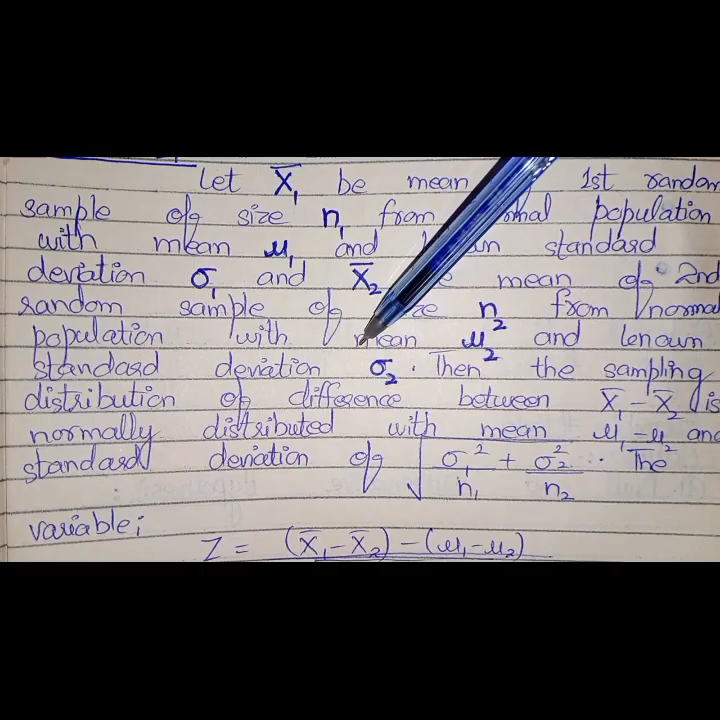 Let X̄₁ be mean 1st random
sample of size n₁ from population
with mean μ₁ and standard
deviation σ₁ and X̄₂ mean of 2nd
random sample of n₂ from normal
population with mean μ₂ and known
standard deviation σ₂. Then the sampling
distribution of difference between X̄₁ - X̄₂ is
normally distributed with mean μ₁-μ₂ and
standard deviation of √(σ₁²/n₁ + σ₂²/n₂). The
variable;
Z = (X̄₁-X̄₂) - (μ₁-μ₂)